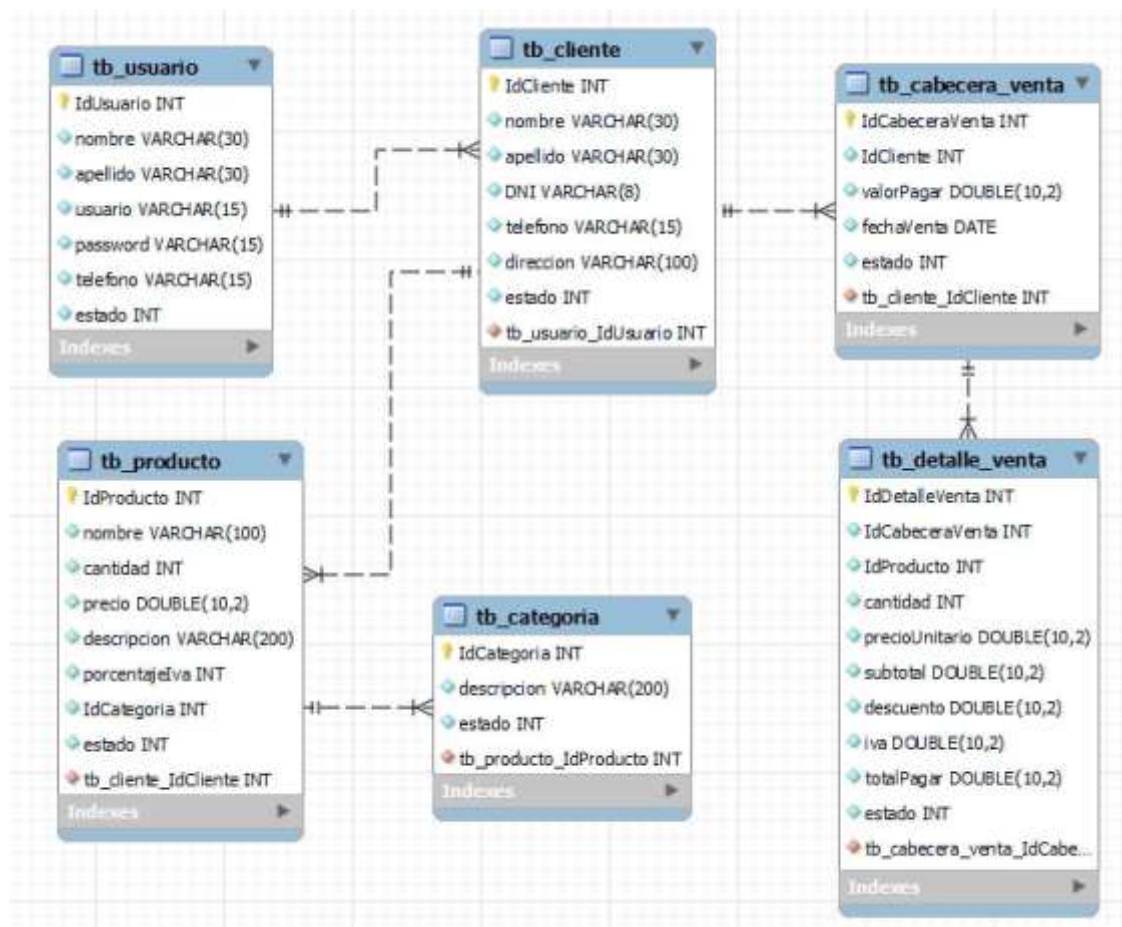 tb_usuario
IdUsuario INT
nombre VARCHAR(30)
apellido VARCHAR(30)
usuario VARCHAR(15)
password VARCHAR(15)
telefono VARCHAR(15)
estado INT
Indexes
tb_cliente
IdCliente INT
nombre VARCHAR(30)
apellido VARCHAR(30)
DNI VARCHAR(8)
telefono VARCHAR(15)
direccion VARCHAR(100)
estado INT
tb_usuario_IdUsuario INT
Indexes
tb_cabecera_venta
IdCabeceraVenta INT
IdCliente INT
valorPagar DOUBLE(10,2)
fechaVenta DATE
estado INT
tb_cliente_IdCliente INT
Indexes
tb_producto
IdProducto INT
nombre VARCHAR(100)
cantidad INT
precio DOUBLE(10,2)
descripcion VARCHAR(200)
porcentajeIva INT
IdCategoria INT
estado INT
tb_cliente_IdCliente INT
Indexes
tb_categoria
IdCategoria INT
descripcion VARCHAR(200)
estado INT
tb_producto_IdProducto INT
Indexes
tb_detalle_venta
IdDetalleVenta INT
IdCabeceraVenta INT
IdProducto INT
cantidad INT
precioUnitario DOUBLE(10,2)
subtotal DOUBLE(10,2)
descuento DOUBLE(10,2)
iva DOUBLE(10,2)
totalPagar DOUBLE(10,2)
estado INT
tb_cabecera_venta_IdCabe...
Indexes